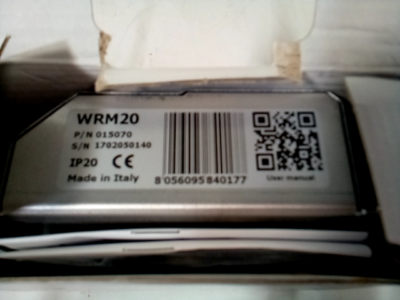 WRM20
P/N 015070
S/N 1702050140
IP20 CE
Made in Italy
8 056095 840177
User manual